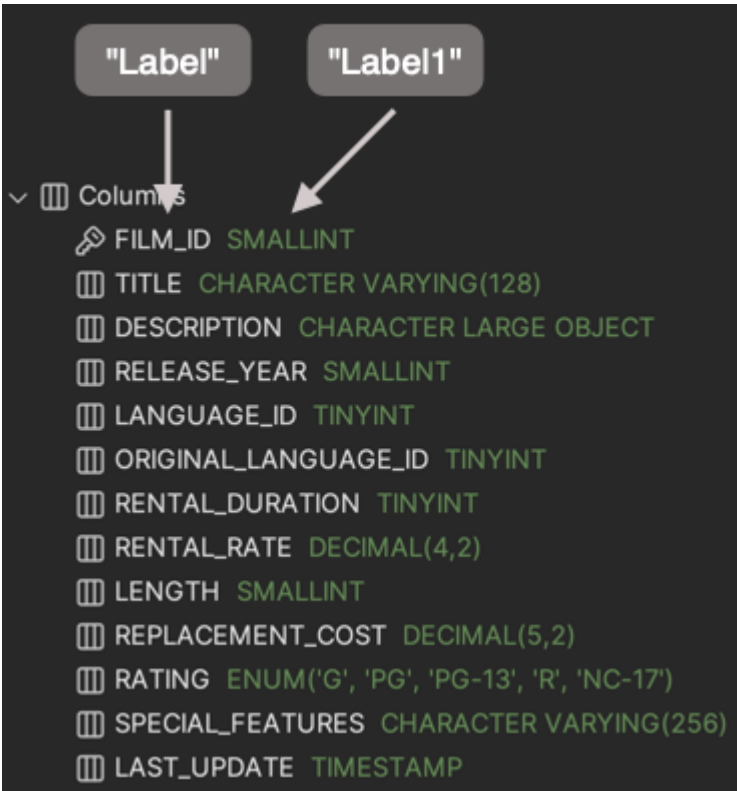 "Label" "Label1"
Columns
FILM_ID SMALLINT
TITLE CHARACTER VARYING(128)
DESCRIPTION CHARACTER LARGE OBJECT
RELEASE_YEAR SMALLINT
LANGUAGE_ID TINYINT
ORIGINAL_LANGUAGE_ID TINYINT
RENTAL_DURATION TINYINT
RENTAL_RATE DECIMAL(4,2)
LENGTH SMALLINT
REPLACEMENT_COST DECIMAL(5,2)
RATING ENUM('G', 'PG', 'PG-13', 'R', 'NC-17')
SPECIAL_FEATURES CHARACTER VARYING(256)
LAST_UPDATE TIMESTAMP